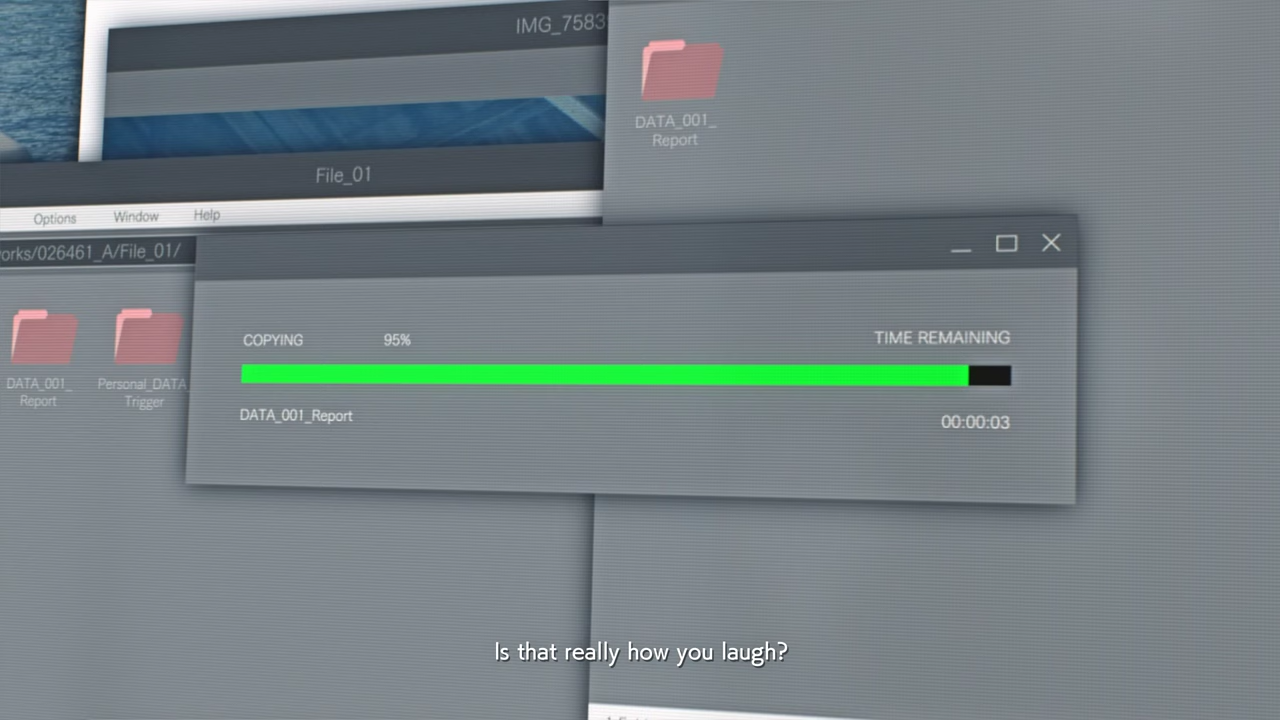 IMG_7583
DATA_001_
Report
File_01
Options Window Help
orks/026461_A/File_01/
DATA_001_
Report
Personal_DATA
Trigger
COPYING 95% TIME REMAINING
DATA_001_Report 00:00:03
Is that really how you laugh?